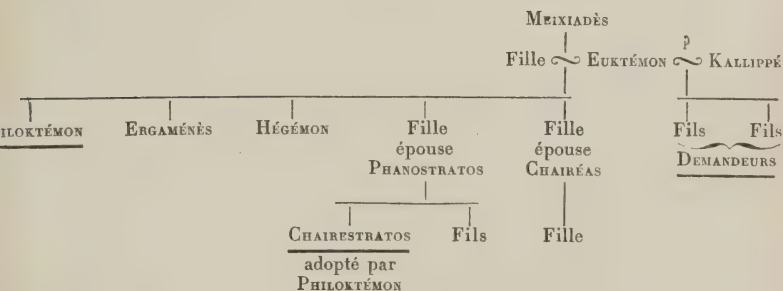 MEIXIADÈS
Fille EUKTÉMON ? KALLIPPÉ
ILOKTÉMON ERGAMÉNÈS HÉGÉMON Fille Fille Fils Fils
épouse épouse DEMANDEURS
PHANOSTRATOS CHAIRÉAS
CHAIRESTRATOS Fils Fille
adopté par
PHILOKTÉMON